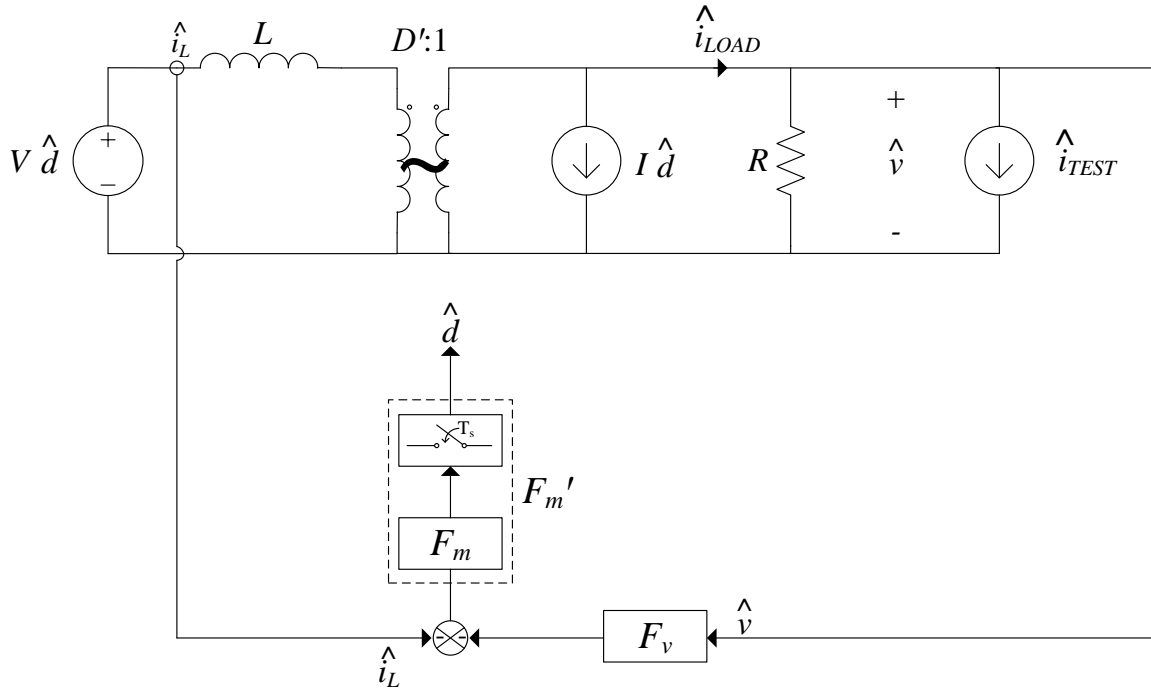 î_L L D':1 î_LOAD
V d̂ + − I d̂ R + v̂ - î_TEST
d̂
T_s
F_m'
F_m
- -
î_L F_v v̂